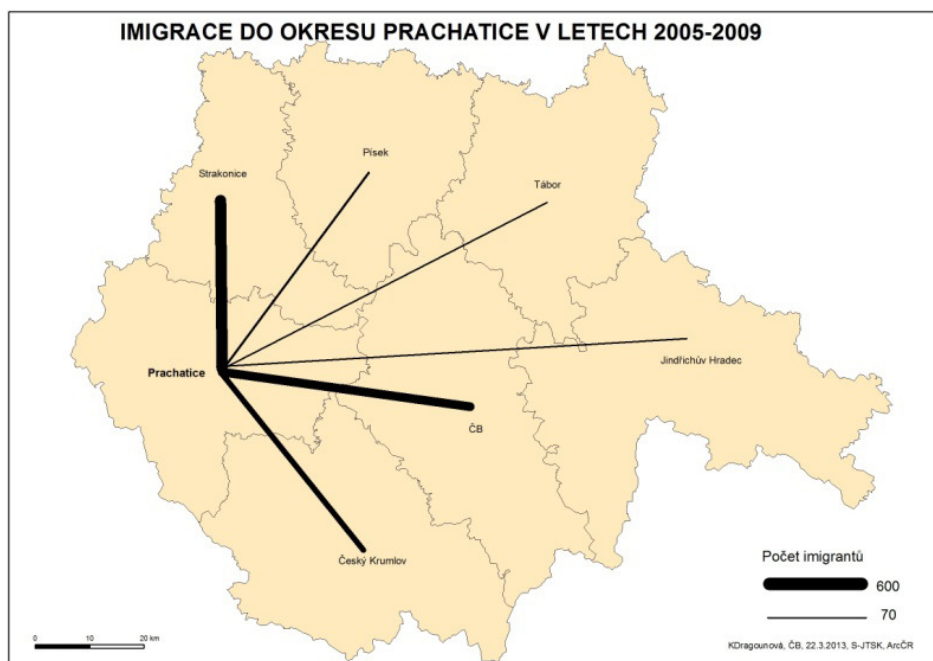 IMIGRACE DO OKRESU PRACHATICE V LETECH 2005-2009
Písek
Strakonice
Tábor
Jindřichův Hradec
Prachatice
ČB
Český Krumlov
Počet imigrantů
600
70
0 10 20 km
KDragounová, ČB, 22.3.2013, S-JTSK, ArcČR